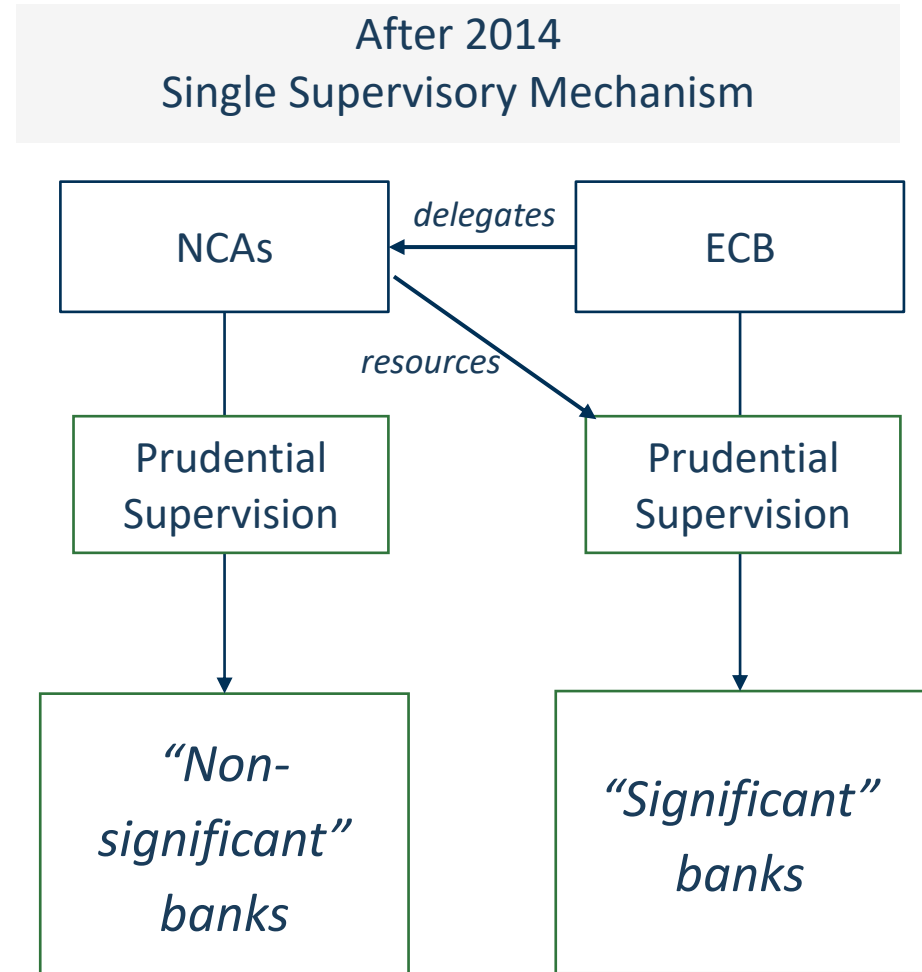 After 2014
Single Supervisory Mechanism
NCAs
delegates
ECB
resources
Prudential
Supervision
Prudential
Supervision
“Non-
significant”
banks
“Significant”
banks